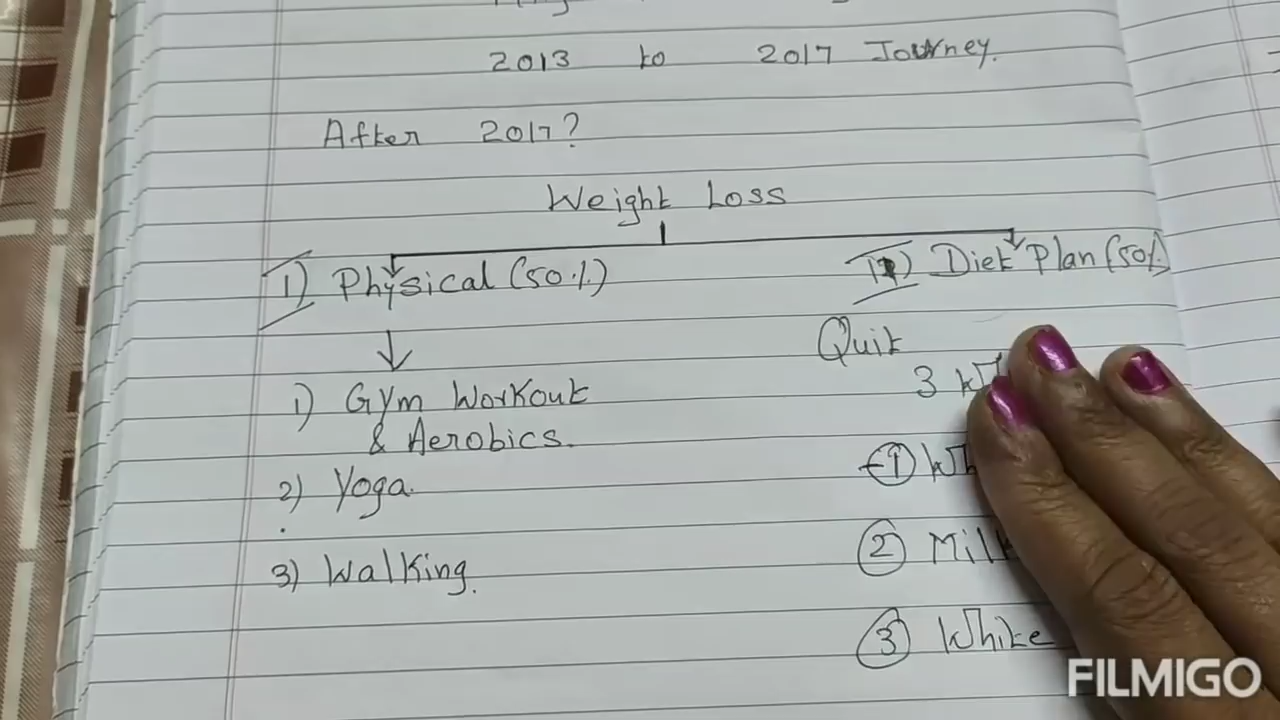 2013 to 2017 Journey.
After 2017?
Weight Loss
I) Physical (50%)
II) Diet Plan (50%)
1) Gym Workout
& Aerobics.
2) Yoga.
3) Walking.
Quit
3
①
② Milk
③ White
FILMIGO